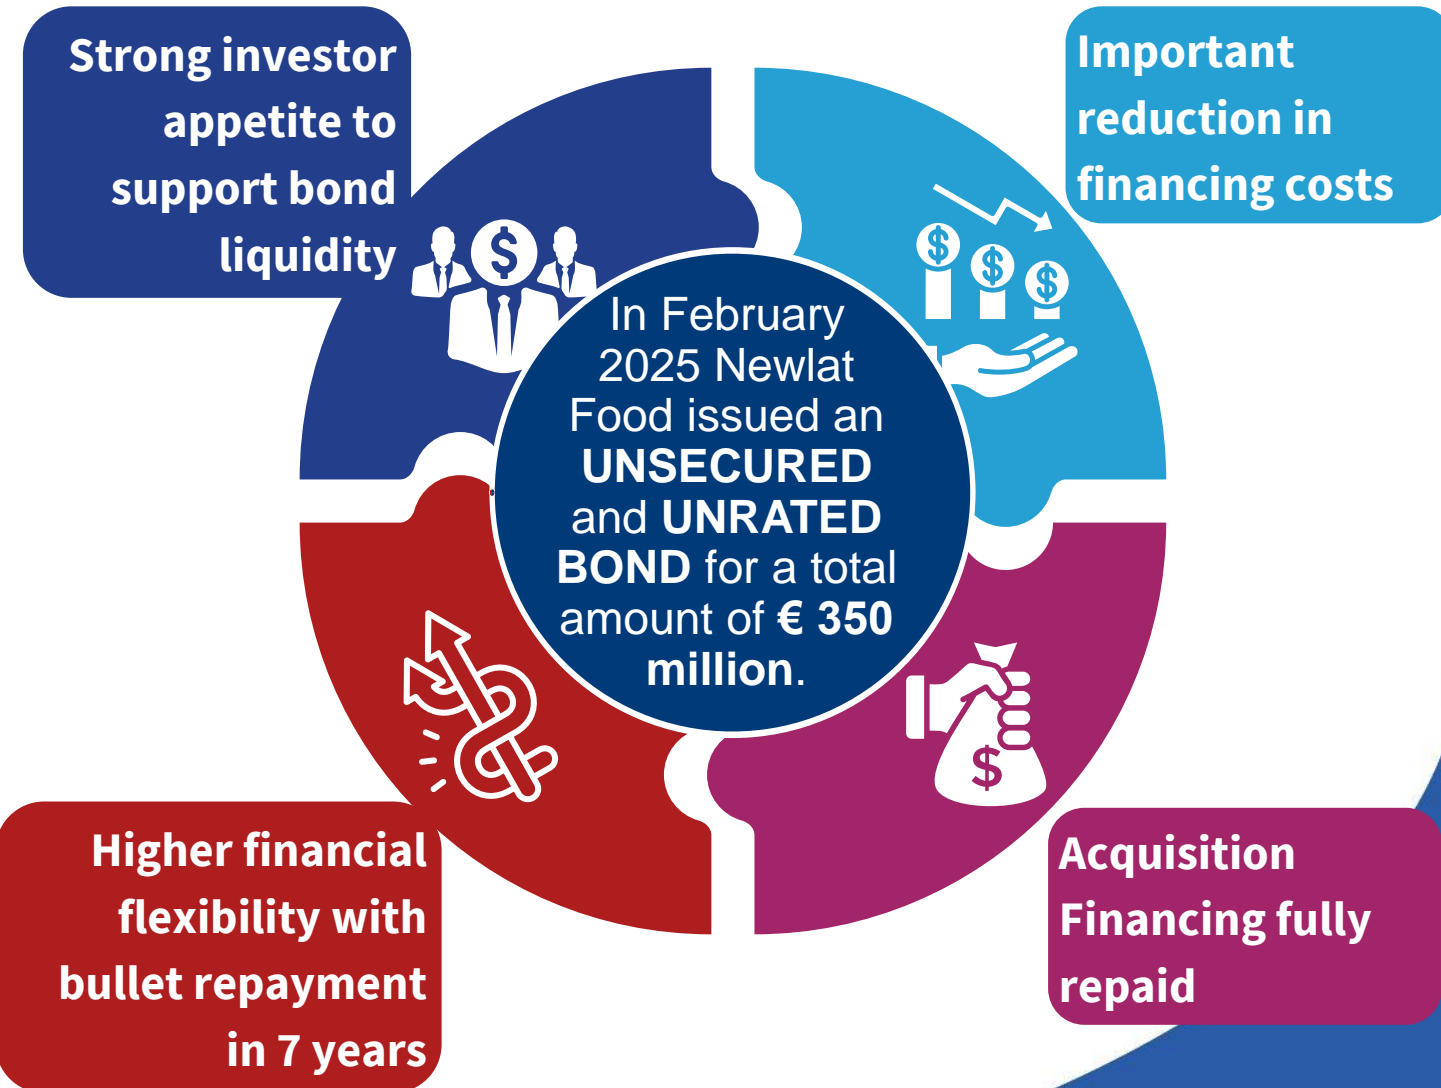 Strong investor
appetite to
support bond
liquidity
Important
reduction in
financing costs
In February
2025 Newlat
Food issued an
UNSECURED
and UNRATED
BOND for a total
amount of € 350
million.
Higher financial
flexibility with
bullet repayment
in 7 years
Acquisition
Financing fully
repaid